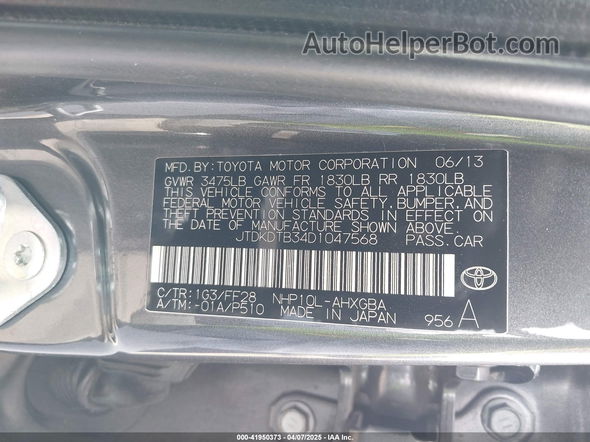 AutoHelperBot.com
MFD. BY: TOYOTA MOTOR CORPORATION 06/13
GVWR 3475LB GAWR FR 1830LB RR 1830LB
THIS VEHICLE CONFORMS TO ALL APPLICABLE
FEDERAL MOTOR VEHICLE SAFETY, BUMPER, AND
THEFT PREVENTION STANDARDS IN EFFECT ON
THE DATE OF MANUFACTURE SHOWN ABOVE.
JTDKDTB34D1047568 PASS. CAR
C/TR: 1G3/FF28 NHP10L-AHXGBA
A/TM: -01A/P510 MADE IN JAPAN 956 A
000-41950373 - 04/07/2025 - IAAI